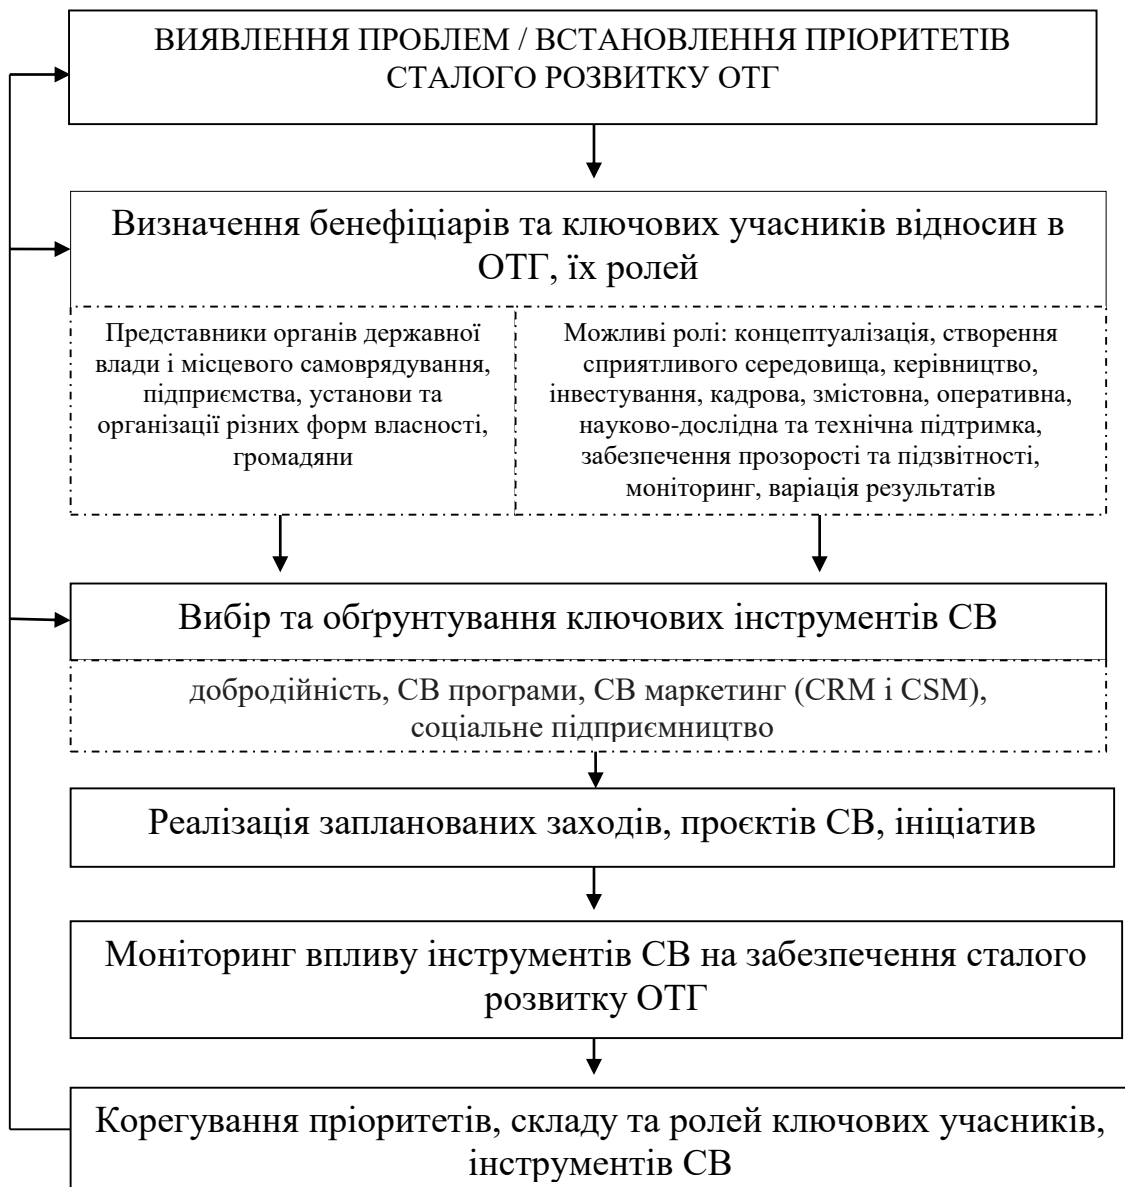 ВИЯВЛЕННЯ ПРОБЛЕМ / ВСТАНОВЛЕННЯ ПРІОРИТЕТІВ
СТАЛОГО РОЗВИТКУ ОТГ
Визначення бенефіціарів та ключових учасників відносин в
ОТГ, їх ролей
Представники органів державної
влади і місцевого самоврядування,
підприємства, установи та
організації різних форм власності,
громадяни
Можливі ролі: концептуалізація, створення
сприятливого середовища, керівництво,
інвестування, кадрова, змістовна, оперативна,
науково-дослідна та технічна підтримка,
забезпечення прозорості та підзвітності,
моніторинг, варіація результатів
Вибір та обґрунтування ключових інструментів СВ
добродійність, СВ програми, СВ маркетинг (CRM і CSM),
соціальне підприємництво
Реалізація запланованих заходів, проєктів СВ, ініціатив
Моніторинг впливу інструментів СВ на забезпечення сталого
розвитку ОТГ
Корегування пріоритетів, складу та ролей ключових учасників,
інструментів СВ